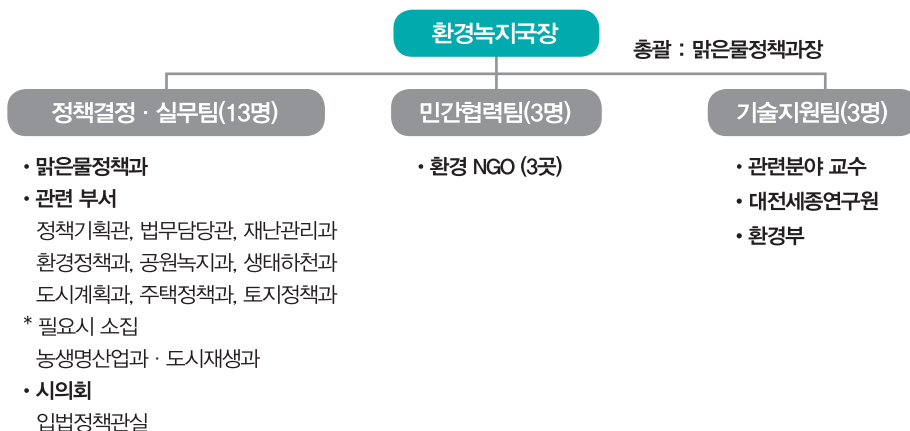 환경녹지국장
총괄 : 맑은물정책과장
정책결정 · 실무팀(13명)
• 맑은물정책과
• 관련 부서
정책기획관, 법무담당관, 재난관리과
환경정책과, 공원녹지과, 생태하천과
도시계획과, 주택정책과, 토지정책과
* 필요시 소집
농생명산업과 · 도시재생과
• 시의회
입법정책관실
민간협력팀(3명)
• 환경 NGO (3곳)
기술지원팀(3명)
• 관련분야 교수
• 대전세종연구원
• 환경부